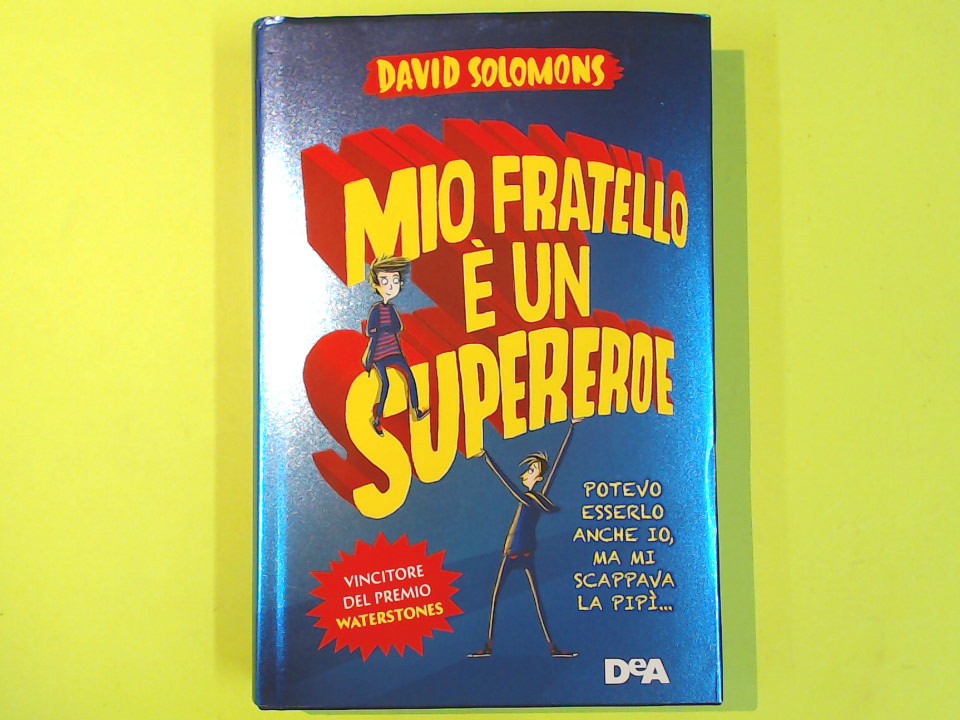 DAVID SOLOMONS
MIO FRATELLO
È UN
SUPEREROE
POTEVO
ESSERLO
ANCHE IO,
MA MI
SCAPPAVA
LA PIPÌ...
VINCITORE
DEL PREMIO
WATERSTONES
DeA